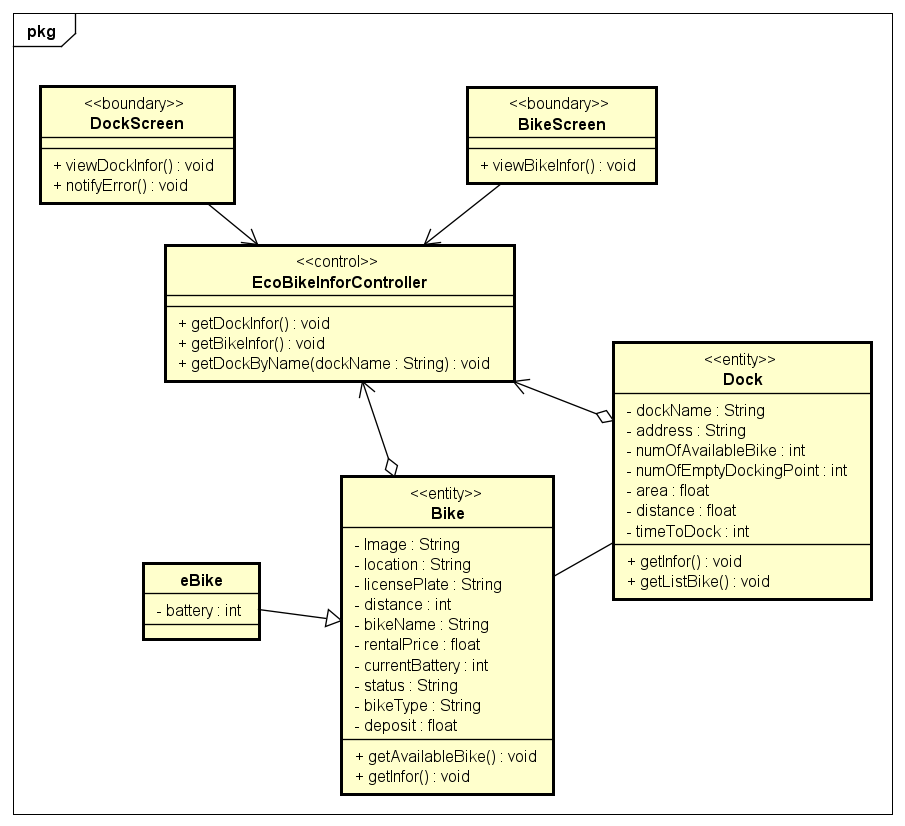 pkg
<<boundary>>
DockScreen
+ viewDockInfor() : void
+ notifyError() : void
<<boundary>>
BikeScreen
+ viewBikeInfor() : void
<<control>>
EcoBikeInforController
+ getDockInfor() : void
+ getBikeInfor() : void
+ getDockByName(dockName : String) : void
<<entity>>
Dock
- dockName : String
- address : String
- numOfAvailableBike : int
- numOfEmptyDockingPoint : int
- area : float
- distance : float
- timeToDock : int
+ getInfor() : void
+ getListBike() : void
<<entity>>
Bike
- Image : String
- location : String
- licensePlate : String
- distance : int
- bikeName : String
- rentalPrice : float
- currentBattery : int
- status : String
- bikeType : String
- deposit : float
+ getAvailableBike() : void
+ getInfor() : void
eBike
- battery : int